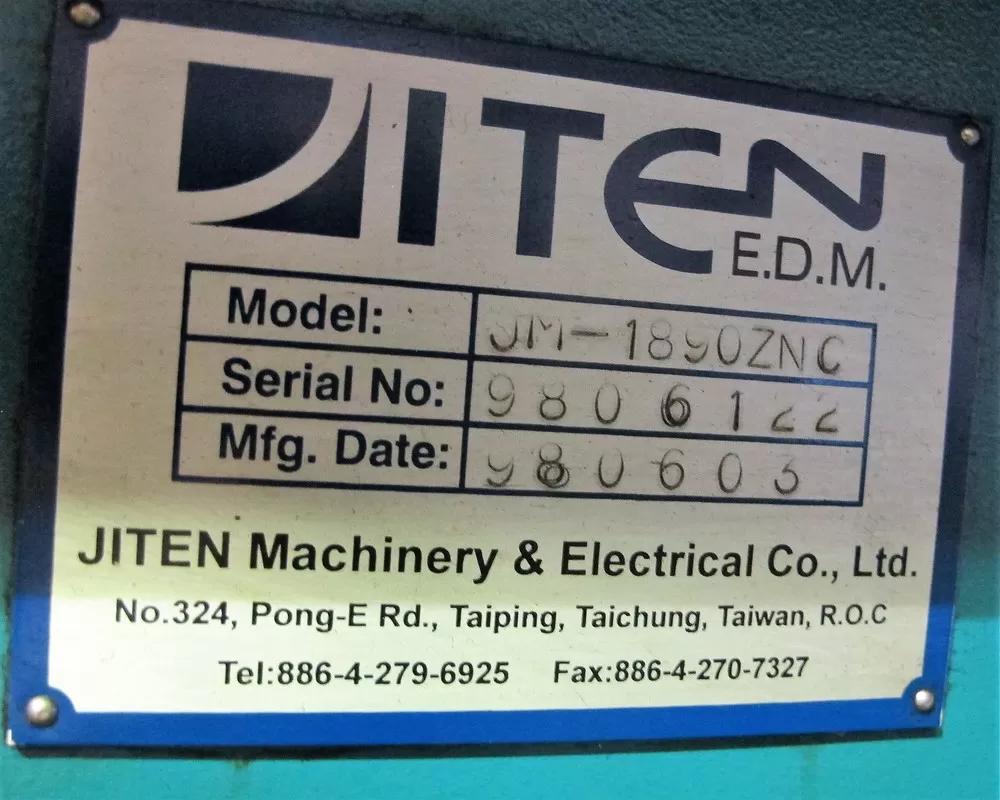 JITEN
E.D.M.
Model: JM-1890ZNC
Serial No: 9806122
Mfg. Date: 980603
JITEN Machinery & Electrical Co., Ltd.
No.324, Pong-E Rd., Taiping, Taichung, Taiwan, R.O.C
Tel:886-4-279-6925 Fax:886-4-270-7327